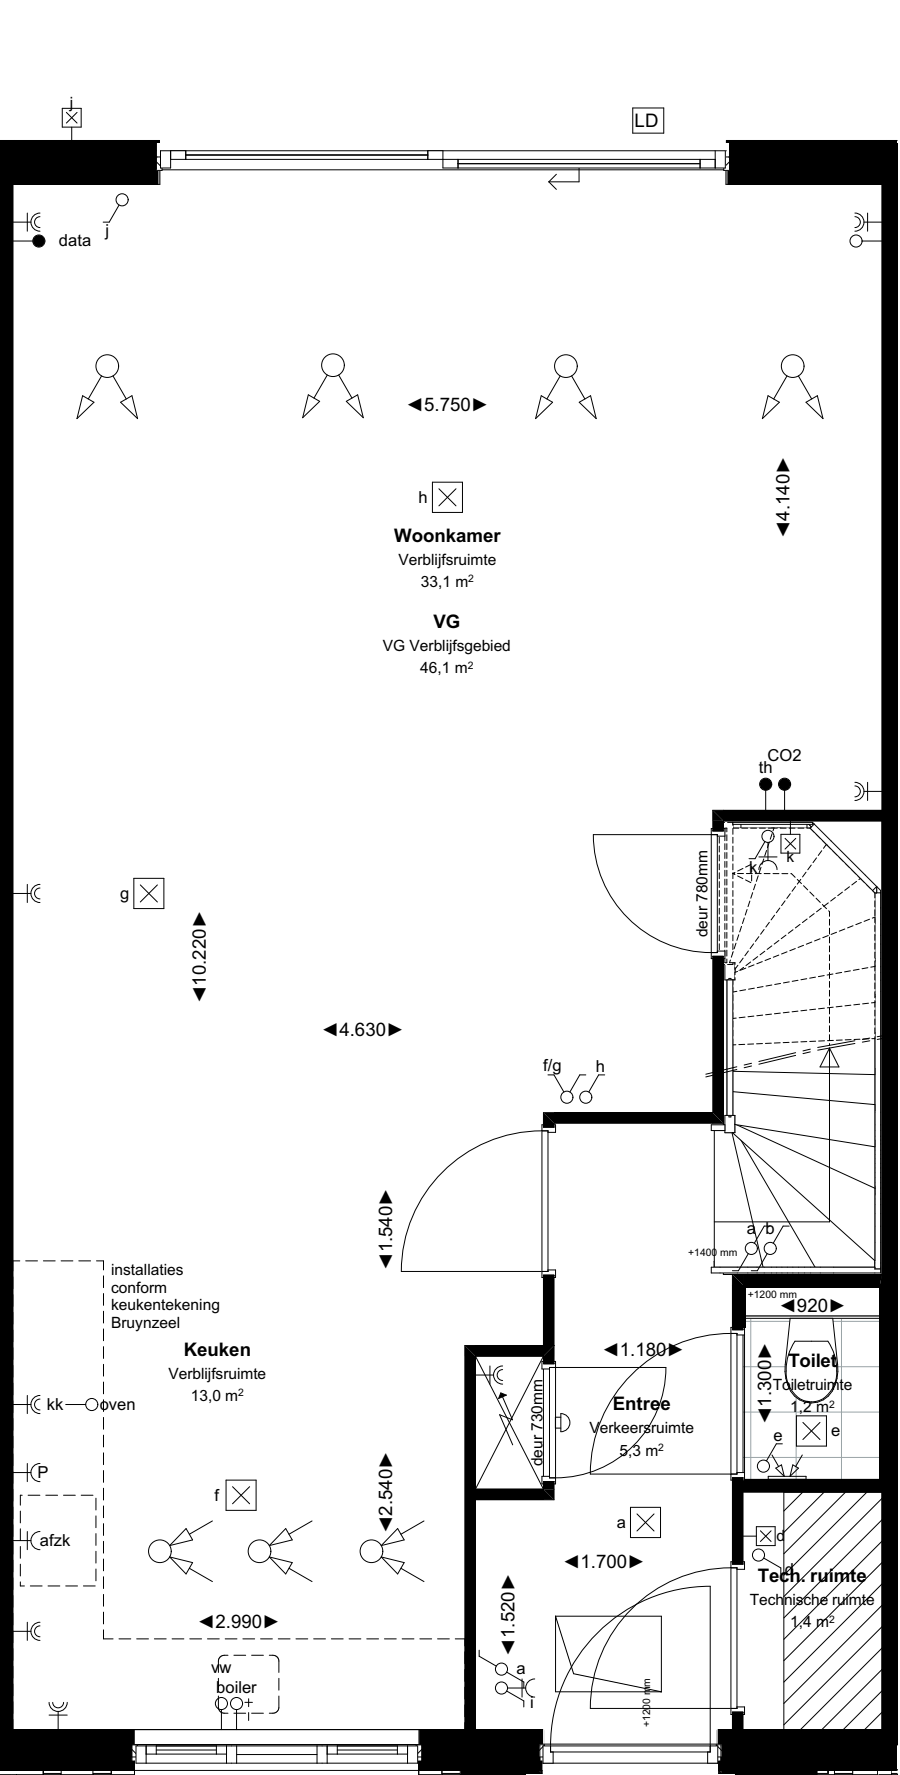 j
LD
j
data
5.750
4.140
h
Woonkamer
Verblijfsruimte
33,1 m²
VG
VG Verblijfsgebied
46,1 m²
CO2
th
k
k
deur 780mm
g
10.220
4.630
f/g
h
1.540
a
b
+1400 mm
installaties
conform
keukentekening
Bruynzeel
+1200 mm
920
Keuken
Verblijfsruimte
13,0 m²
1.180
1.300
Toilet
Toiletruimte
1,2 m²
kk
oven
deur 730mm
Entree
Verkeersruimte
5,3 m²
e
e
P
f
2.540
a
d
afzk
1.700
d
Tech. ruimte
Technische ruimte
1,4 m²
1.520
2.990
vw
boiler
a
i
+1200 mm